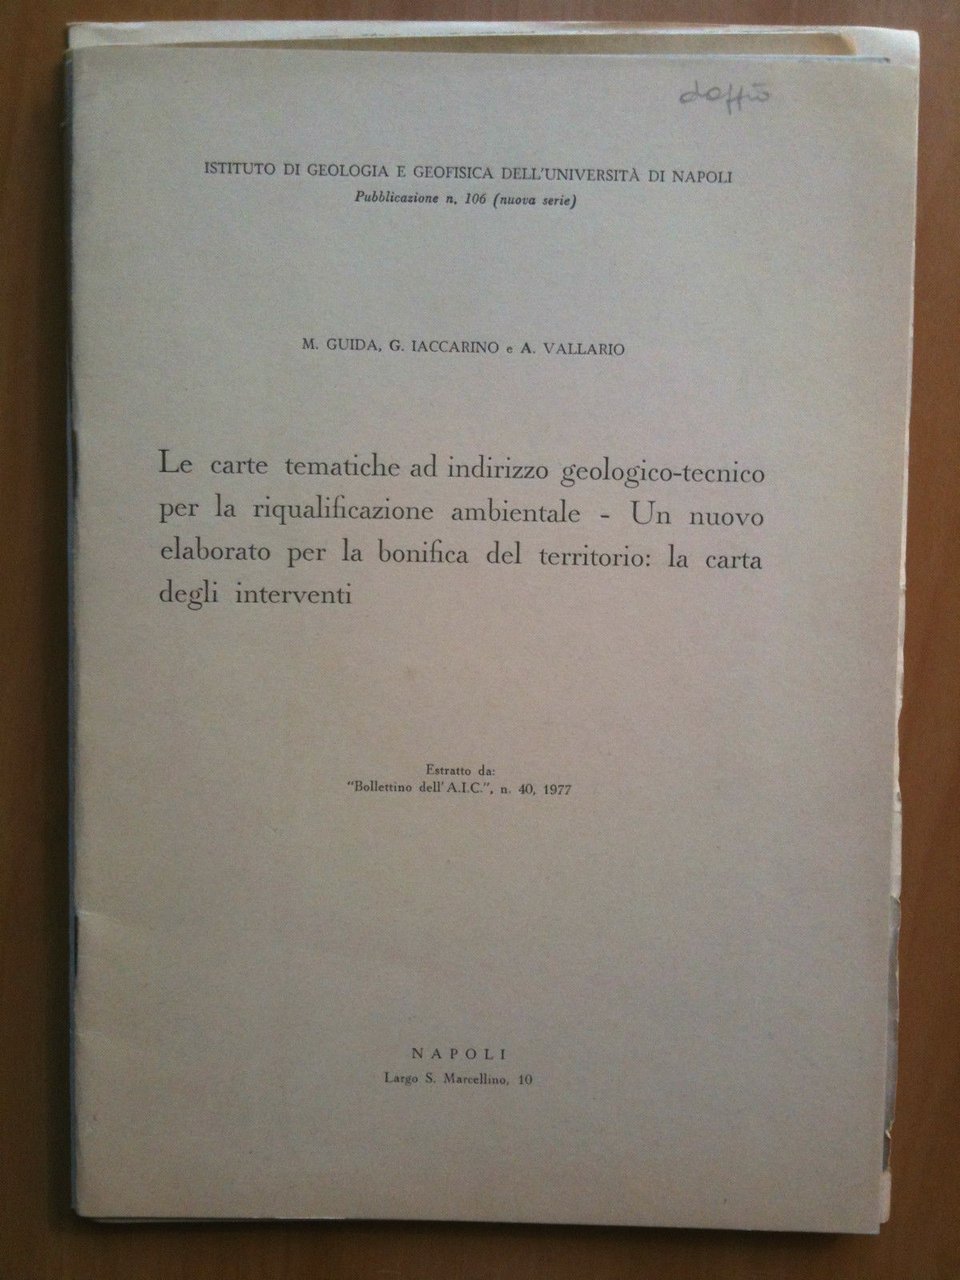 doppio
ISTITUTO DI GEOLOGIA E GEOFISICA DELL'UNIVERSITÀ DI NAPOLI
Pubblicazione n. 106 (nuova serie)
M. GUIDA, G. IACCARINO e A. VALLARIO
Le carte tematiche ad indirizzo geologico-tecnico
per la riqualificazione ambientale - Un nuovo
elaborato per la bonifica del territorio: la carta
degli interventi
Estratto da:
"Bollettino dell'A.I.C.", n. 40, 1977
NAPOLI
Largo S. Marcellino, 10